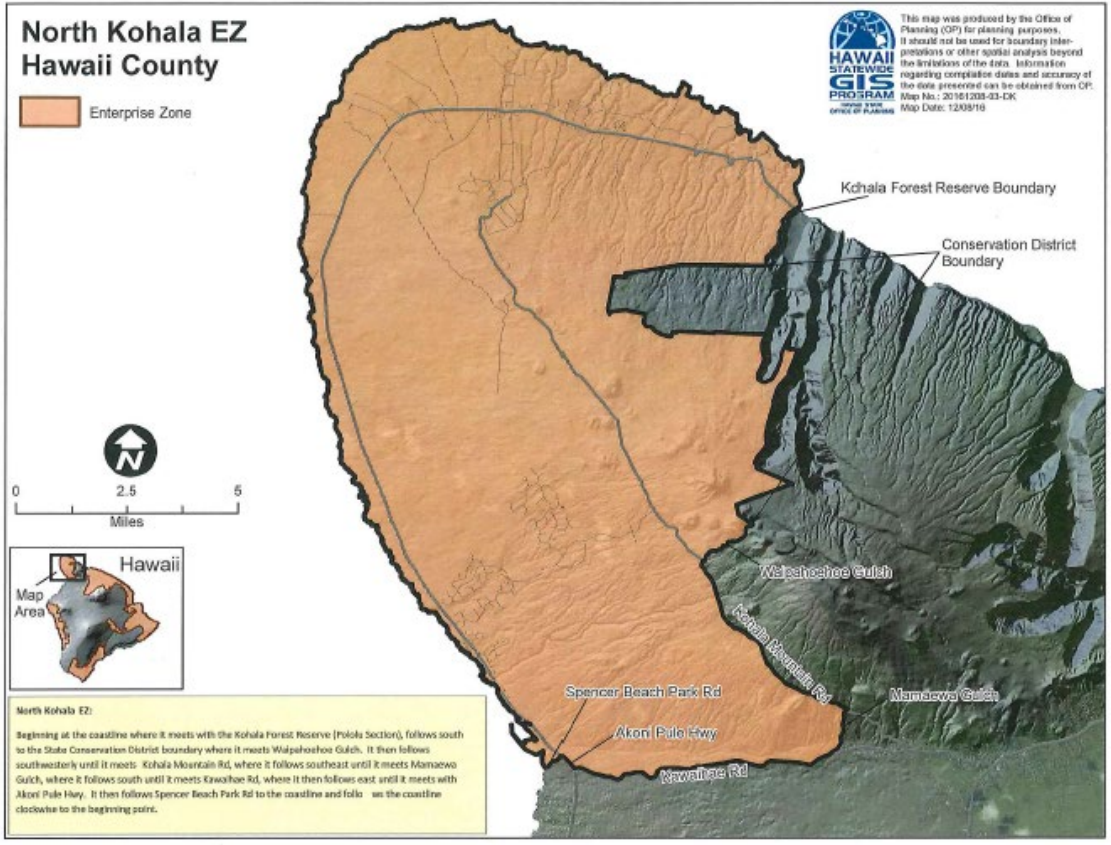 North Kohala EZ
Hawaii County
Enterprise Zone
HAWAII
STATEWIDE
GIS
PROGRAM
HAWAII STATE
OFFICE OF PLANNING
This map was produced by the Office of
Planning (OP) for planning purposes.
It should not be used for boundary inter-
pretations or other spatial analysis beyond
the limitations of the data. Information
regarding compilation dates and accuracy of
the data presented can be obtained from OP.
Map No.: 20161208-03-DK
Map Date: 12/08/16
Kohala Forest Reserve Boundary
Conservation District
Boundary
N
0 2.5 5
Miles
Hawaii
Map
Area
Waipahoehoe Gulch
Kohala Mountain Rd
Mamaewa Gulch
Spencer Beach Park Rd
Akoni Pule Hwy
Kawaihae Rd
North Kohala EZ:
Beginning at the coastline where it meets with the Kohala Forest Reserve (Pololu Section), follows south
to the State Conservation District boundary where it meets Waipahoehoe Gulch. It then follows
southwesterly until it meets Kohala Mountain Rd, where it follows southeast until it meets Mamaewa
Gulch, where it follows south until it meets Kawaihae Rd, where it then follows east until it meets with
Akoni Pule Hwy. It then follows Spencer Beach Park Rd to the coastline and follo ws the coastline
clockwise to the beginning point.